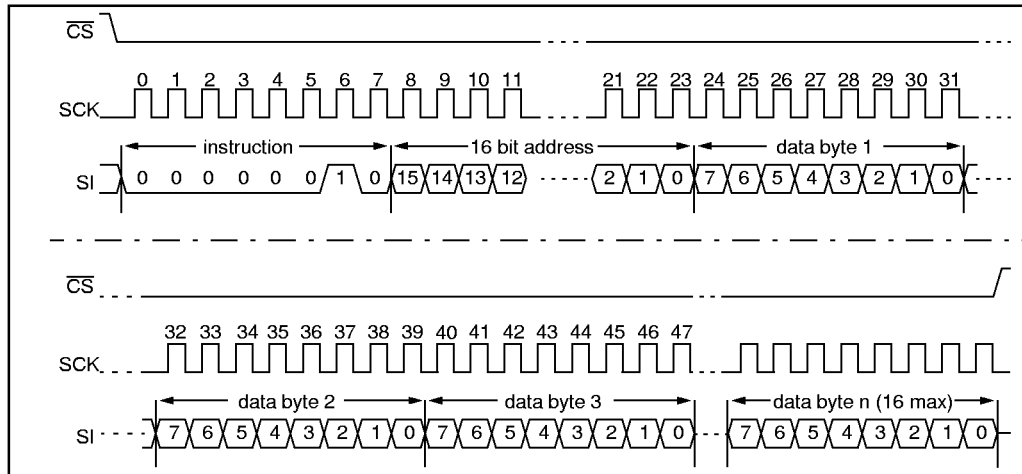 CS
0 1 2 3 4 5 6 7 8 9 10 11 21 22 23 24 25 26 27 28 29 30 31
SCK
instruction 16 bit address data byte 1
SI 0 0 0 0 0 0 1 0 15 14 13 12 2 1 0 7 6 5 4 3 2 1 0
CS
32 33 34 35 36 37 38 39 40 41 42 43 44 45 46 47
SCK
data byte 2 data byte 3 data byte n (16 max)
SI 7 6 5 4 3 2 1 0 7 6 5 4 3 2 1 0 7 6 5 4 3 2 1 0